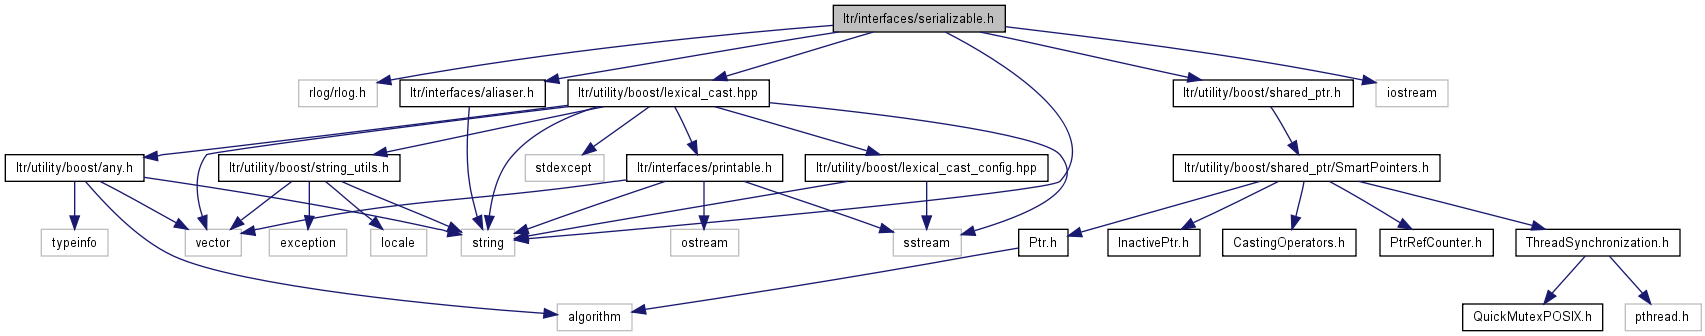 ltr/interfaces/serializable.h
rlog/rlog.h
ltr/interfaces/aliaser.h
ltr/utility/boost/lexical_cast.hpp
ltr/utility/boost/shared_ptr.h
iostream
ltr/utility/boost/any.h
ltr/utility/boost/string_utils.h
stdexcept
ltr/interfaces/printable.h
ltr/utility/boost/lexical_cast_config.hpp
ltr/utility/boost/shared_ptr/SmartPointers.h
typeinfo
vector
exception
locale
string
ostream
sstream
Ptr.h
InactivePtr.h
CastingOperators.h
PtrRefCounter.h
ThreadSynchronization.h
algorithm
QuickMutexPOSIX.h
pthread.h